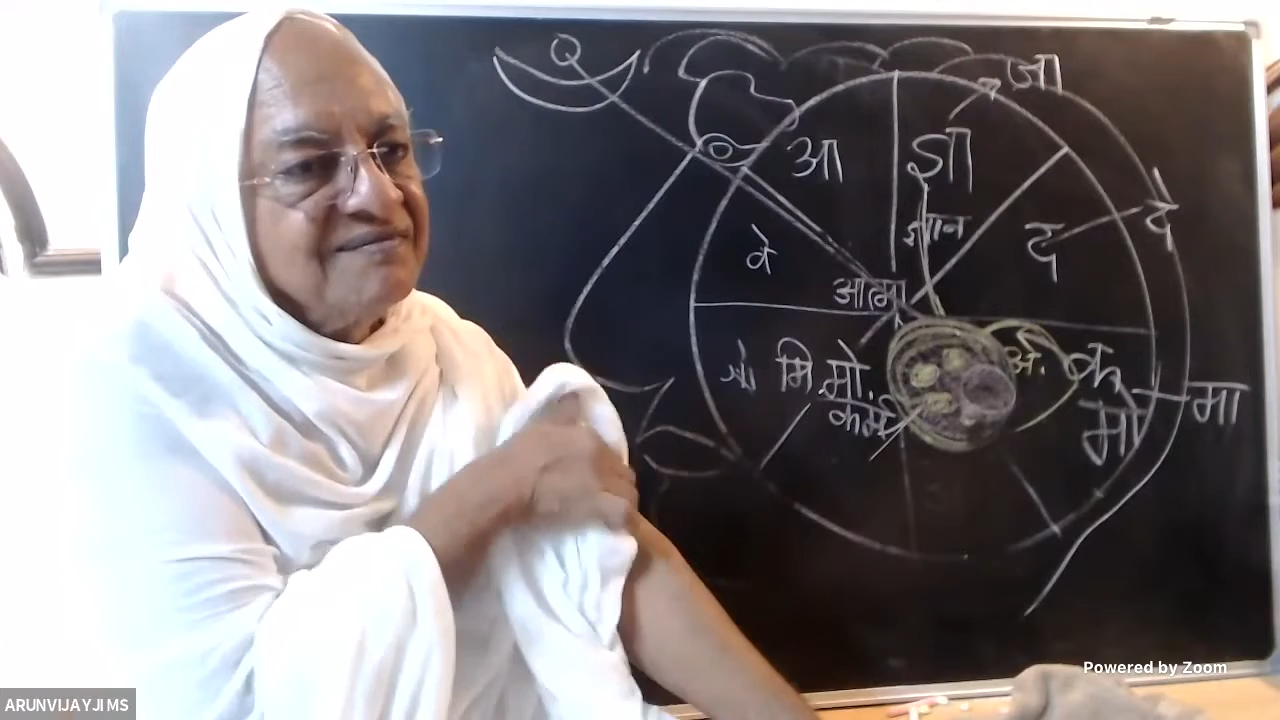 जा
आ
ज्ञा
दे
ज्ञान
द
वे
आत्मा
मि.
मो.
अं.
क
मा
कर्म
मो
Powered by Zoom
ARUNVIJAYJI MS